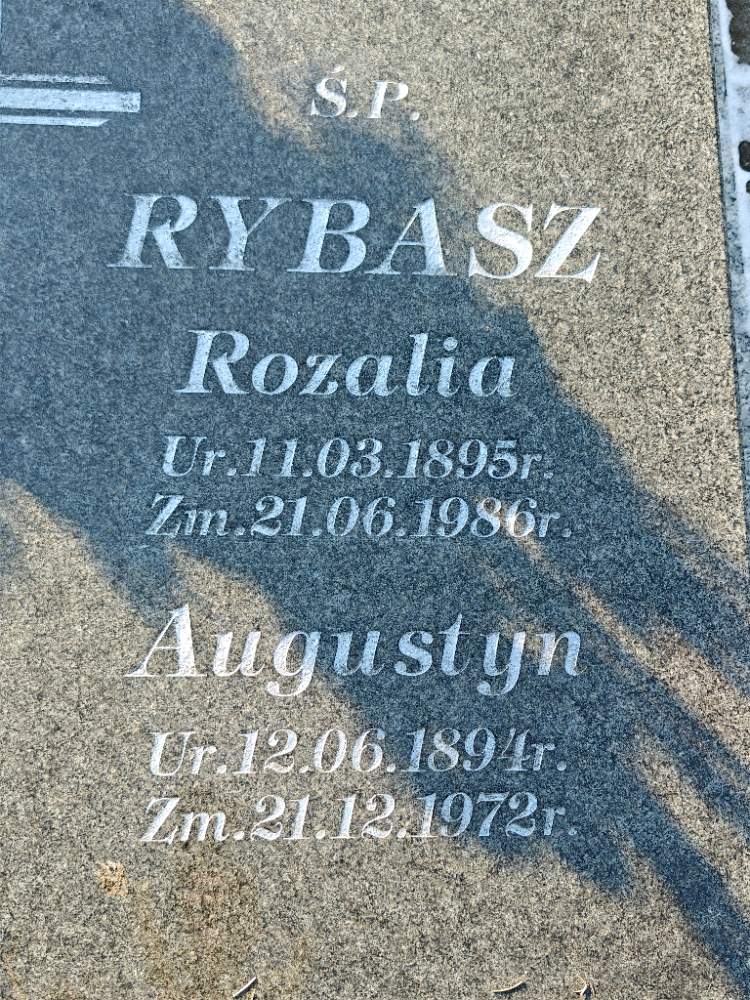 Ś.P.
RYBASZ
Rozalia
Ur.11.03.1895r.
Zm.21.06.1986r.
Augustyn
Ur.12.06.1894r.
Zm.21.12.1972r.